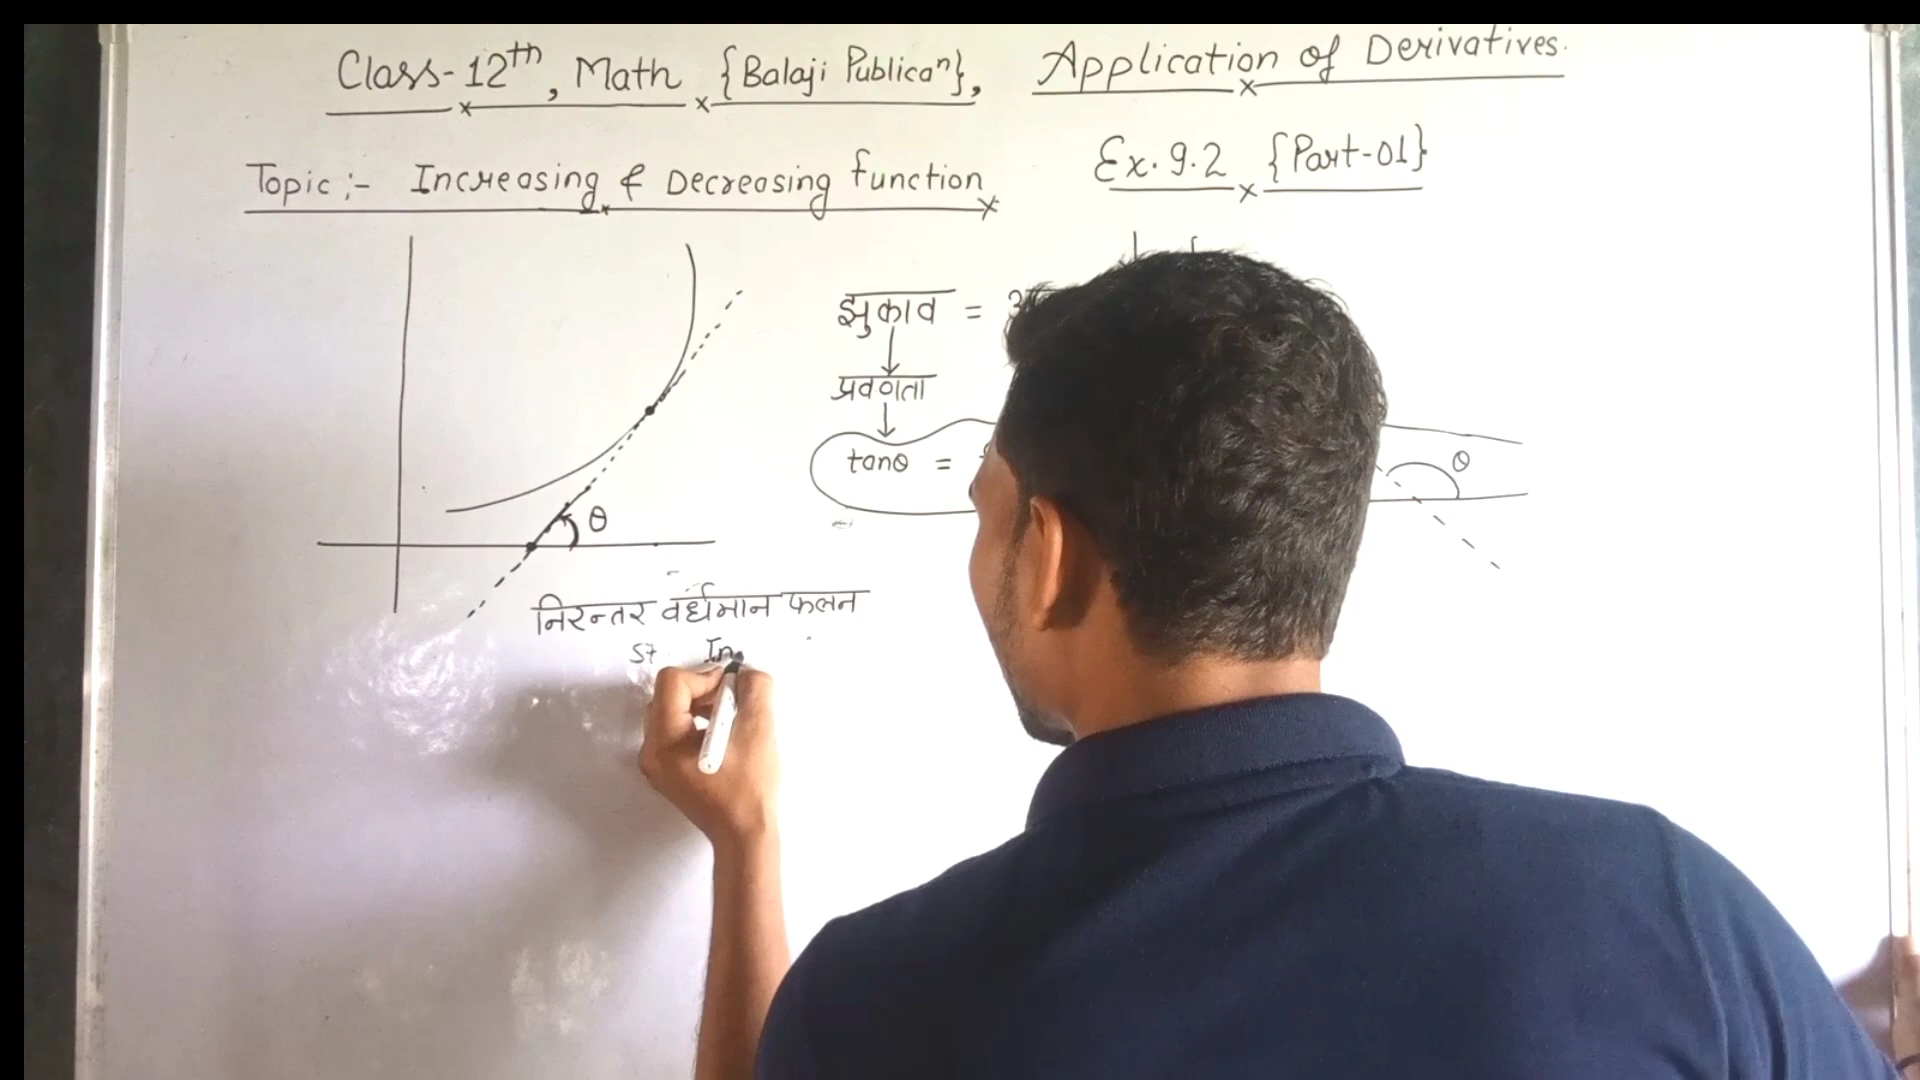 Class-12th, Math {Balaji Publicaⁿ}, Application of Derivatives.
Topic:- Increasing & Decreasing function
Ex. 9.2 {Part-01}
झुकाव =
प्रवणता
tanθ =
θ
θ
निरन्तर वर्धमान फलन
St In